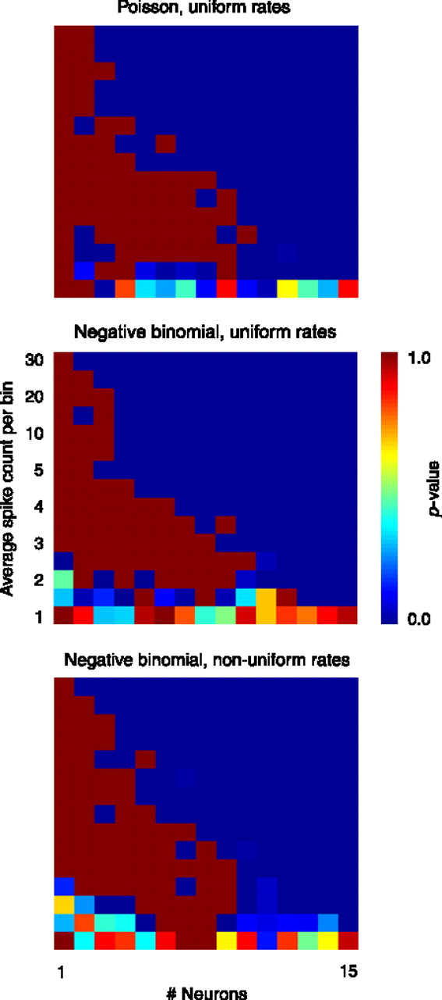 Poisson, uniform rates
Negative binomial, uniform rates
30
20
10
5
4
3
2
1
Average spike count per bin
1.0
0.0
p-value
Negative binomial, non-uniform rates
1
15
# Neurons